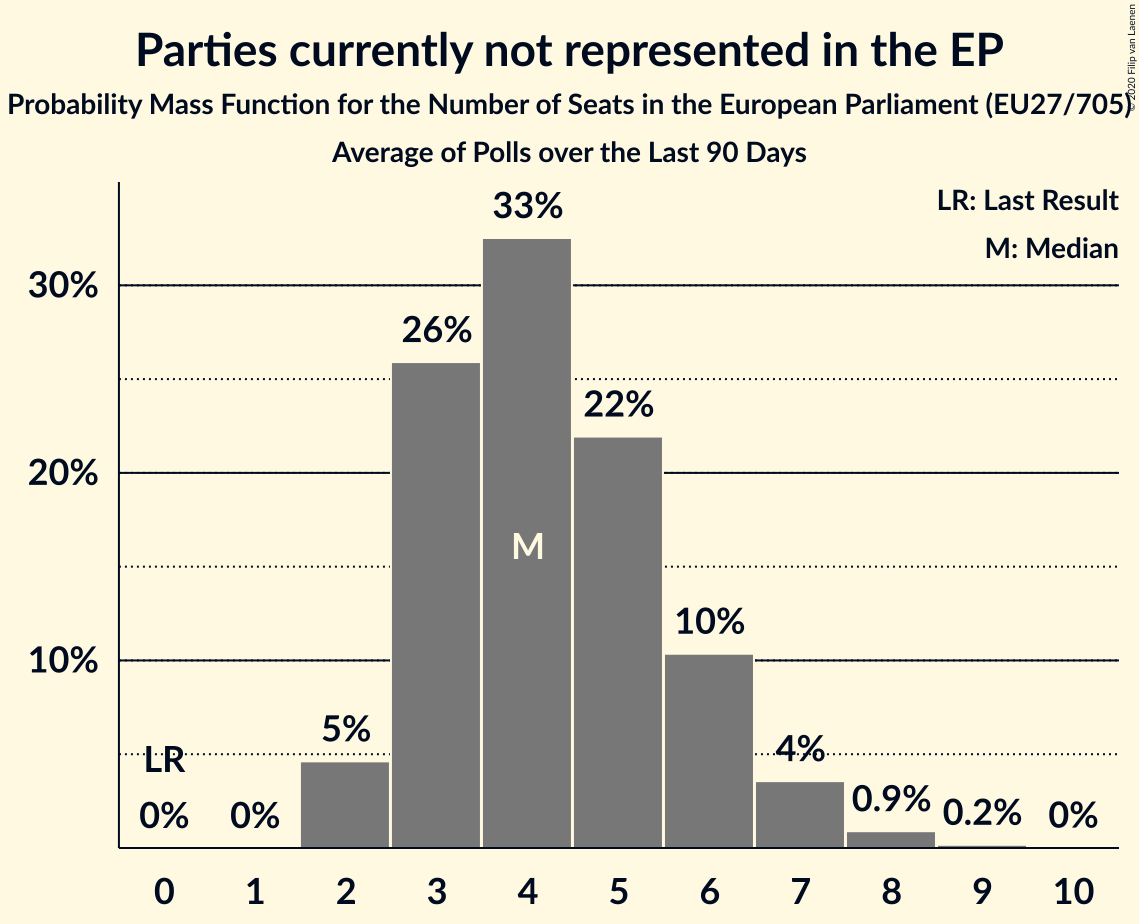 Parties currently not represented in the EP
Probability Mass Function for the Number of Seats in the European Parliament (EU27/705)
Average of Polls over the Last 90 Days
© 2020 Filip van Laenen
LR: Last Result
M: Median
30%
20%
10%
LR
0%
0%
5%
26%
33%
M
22%
10%
4%
0.9%
0.2%
0%
0 1 2 3 4 5 6 7 8 9 10